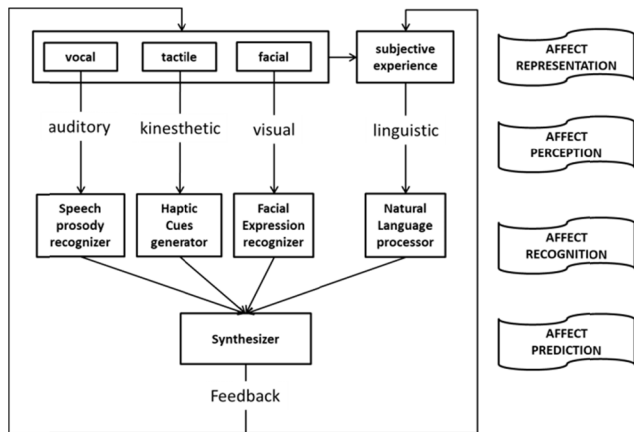 vocal
tactile
facial
subjective
experience
AFFECT
REPRESENTATION
auditory
kinesthetic
visual
linguistic
AFFECT
PERCEPTION
Speech
prosody
recognizer
Haptic
Cues
generator
Facial
Expression
recognizer
Natural
Language
processor
AFFECT
RECOGNITION
Synthesizer
AFFECT
PREDICTION
Feedback